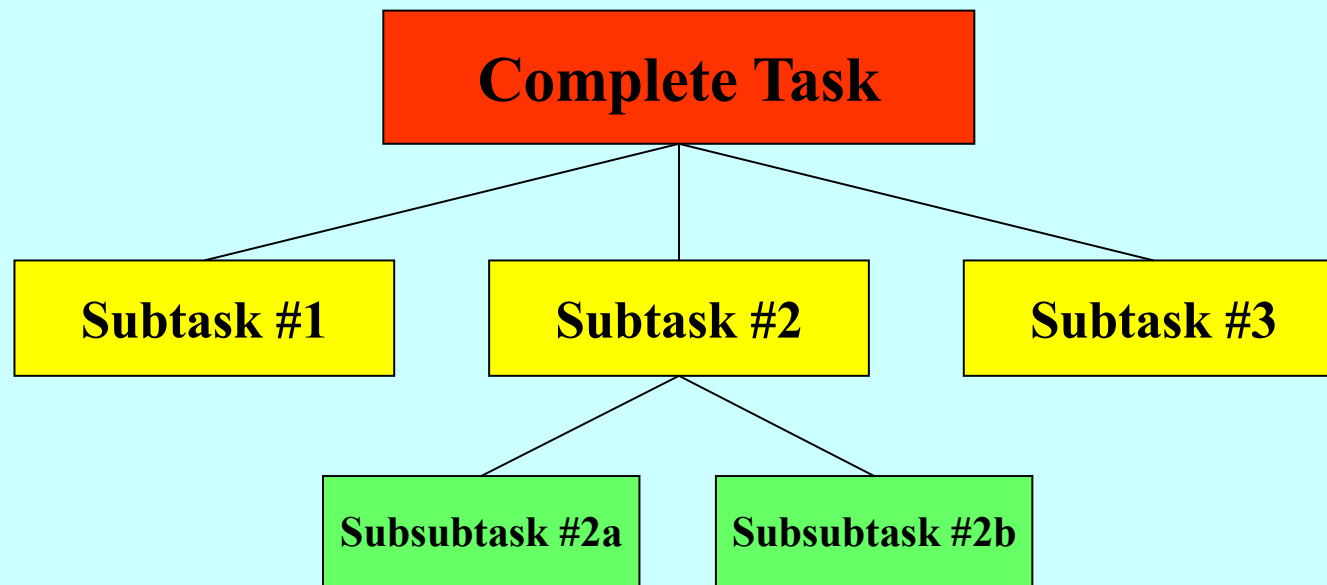 Complete Task
Subtask #1
Subtask #2
Subtask #3
Subsubtask #2a
Subsubtask #2b